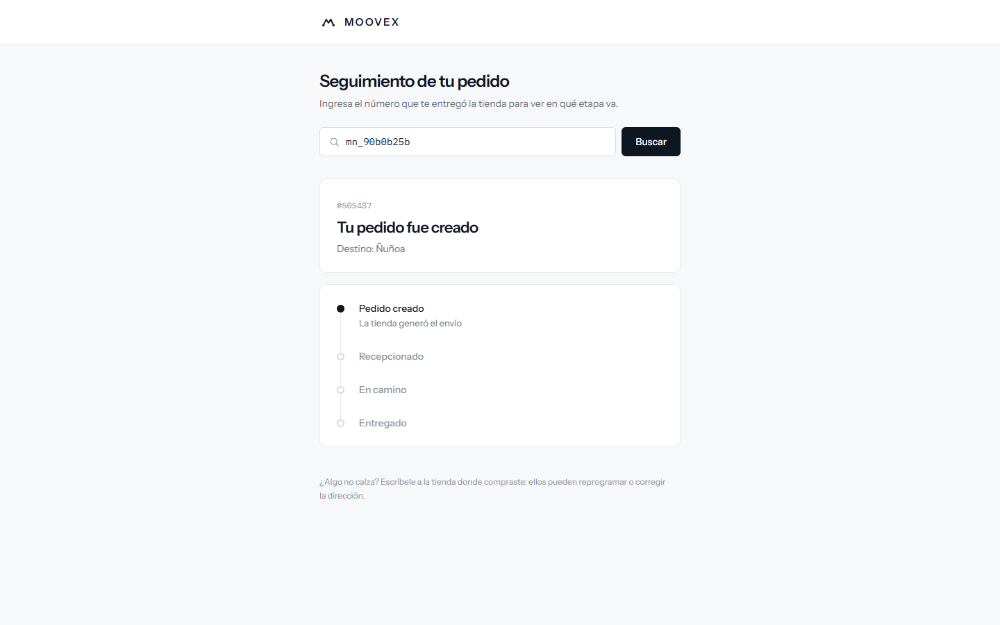 MOOVEX
Seguimiento de tu pedido
Ingresa el número que te entregó la tienda para ver en qué etapa va.
mn_90b0b25b
Buscar
#505487
Tu pedido fue creado
Destino: Ñuñoa
Pedido creado
La tienda generó el envío
Recepcionado
En camino
Entregado
¿Algo no calza? Escríbele a la tienda donde compraste: ellos pueden reprogramar o corregir
la dirección.